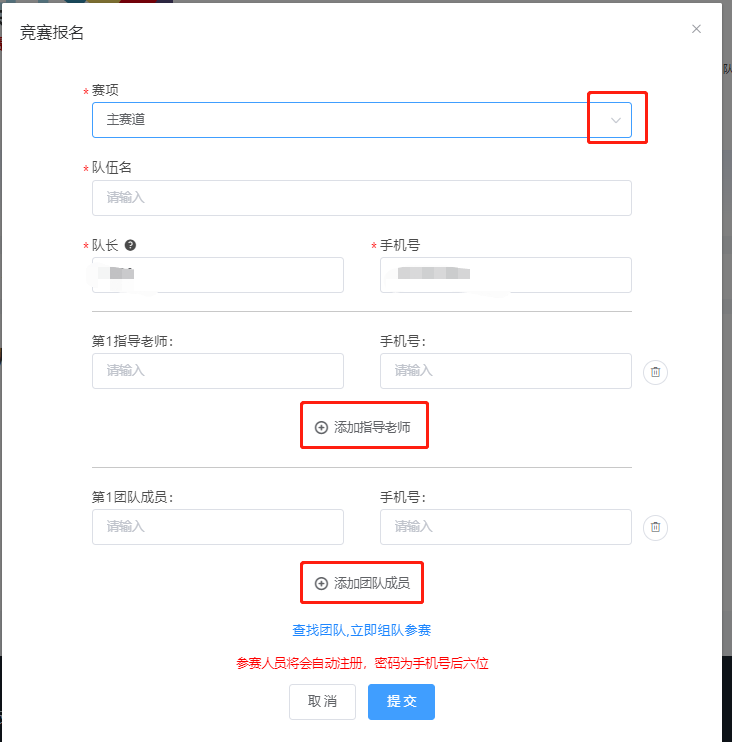 竞赛报名
* 赛项
主赛道
* 队伍名
请输入
* 队长 * 手机号
第1指导老师: 手机号:
请输入 请输入
添加指导老师
第1团队成员: 手机号:
请输入 请输入
添加团队成员
查找团队,立即组队参赛
参赛人员将会自动注册，密码为手机号后六位
取消 提交